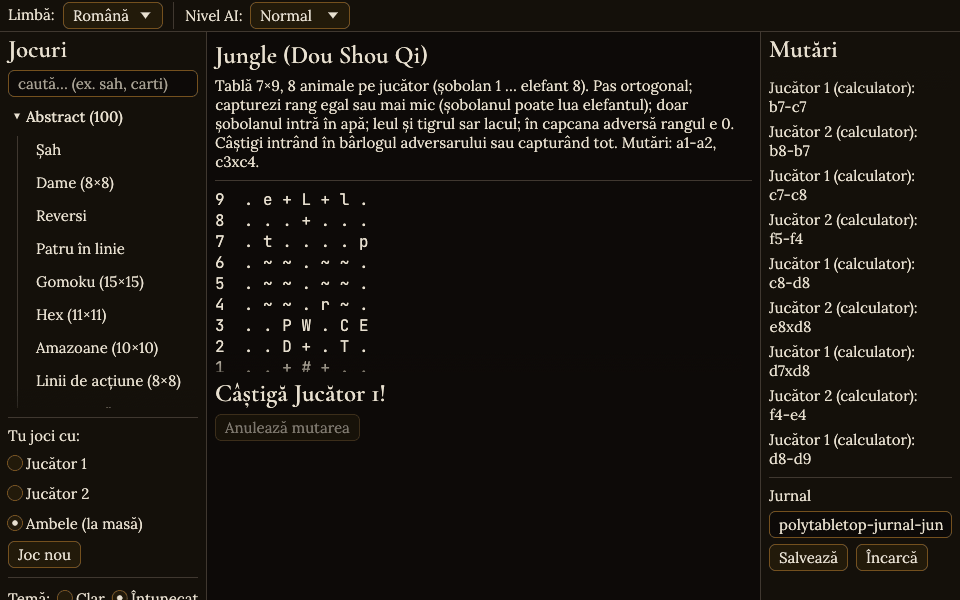 Limbă: Română Nivel AI: Normal
Jocuri
caută... (ex. sah, carti)
Abstract (100)
Șah
Dame (8×8)
Reversi
Patru în linie
Gomoku (15×15)
Hex (11×11)
Amazoane (10×10)
Linii de acțiune (8×8)
Tu joci cu:
Jucător 1
Jucător 2
Ambele (la masă)
Joc nou
Temă: Clar Întunecat
Jungle (Dou Shou Qi)
Tablă 7×9, 8 animale pe jucător (șobolan 1 ... elefant 8). Pas ortogonal;
capturezi rang egal sau mai mic (șobolanul poate lua elefantul); doar
șobolanul intră în apă; leul și tigrul sar lacul; în capcana adversă rangul e 0.
Câștigi intrând în bârlogul adversarului sau capturând tot. Mutări: a1-a2,
c3xc4.
9 . e + L + l .
8 . . . + . . .
7 . t . . . . p
6 . ~ ~ . ~ ~ .
5 . ~ ~ . ~ ~ .
4 . ~ ~ . r ~ .
3 . . P W . C E
2 . . D + . T .
1 . . + # + . .
Câștigă Jucător 1!
Anulează mutarea
Mutări
Jucător 1 (calculator):
b7-c7
Jucător 2 (calculator):
b8-b7
Jucător 1 (calculator):
c7-c8
Jucător 2 (calculator):
f5-f4
Jucător 1 (calculator):
c8-d8
Jucător 2 (calculator):
e8xd8
Jucător 1 (calculator):
d7xd8
Jucător 2 (calculator):
f4-e4
Jucător 1 (calculator):
d8-d9
Jurnal
polytabletop-jurnal-jun
Salvează Încarcă